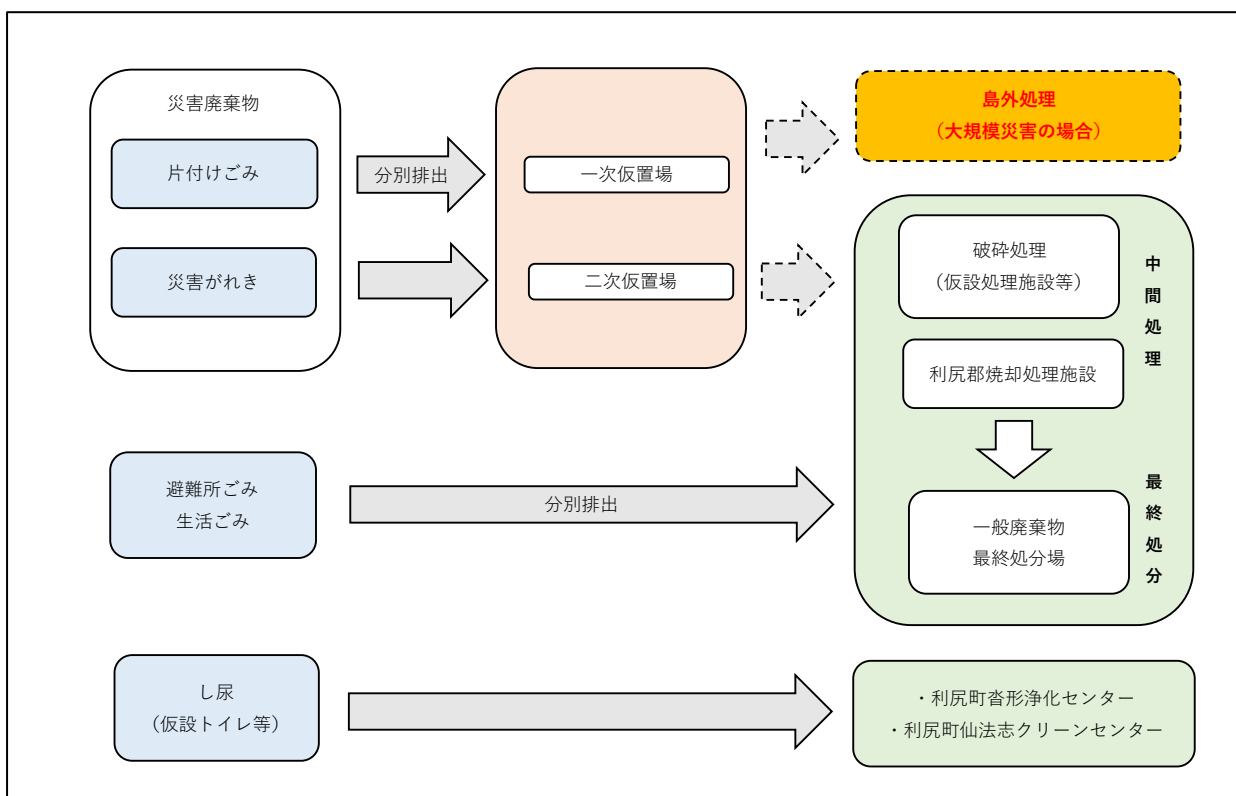 災害廃棄物
片付けごみ
災害がれき
分別排出
一次仮置場
二次仮置場
島外処理
（大規模災害の場合）
破砕処理
（仮設処理施設等）
利尻郡焼却処理施設
中間処理
避難所ごみ
生活ごみ
分別排出
一般廃棄物
最終処分場
最終処分
し尿
（仮設トイレ等）
・利尻町沓形浄化センター
・利尻町仙法志クリーンセンター